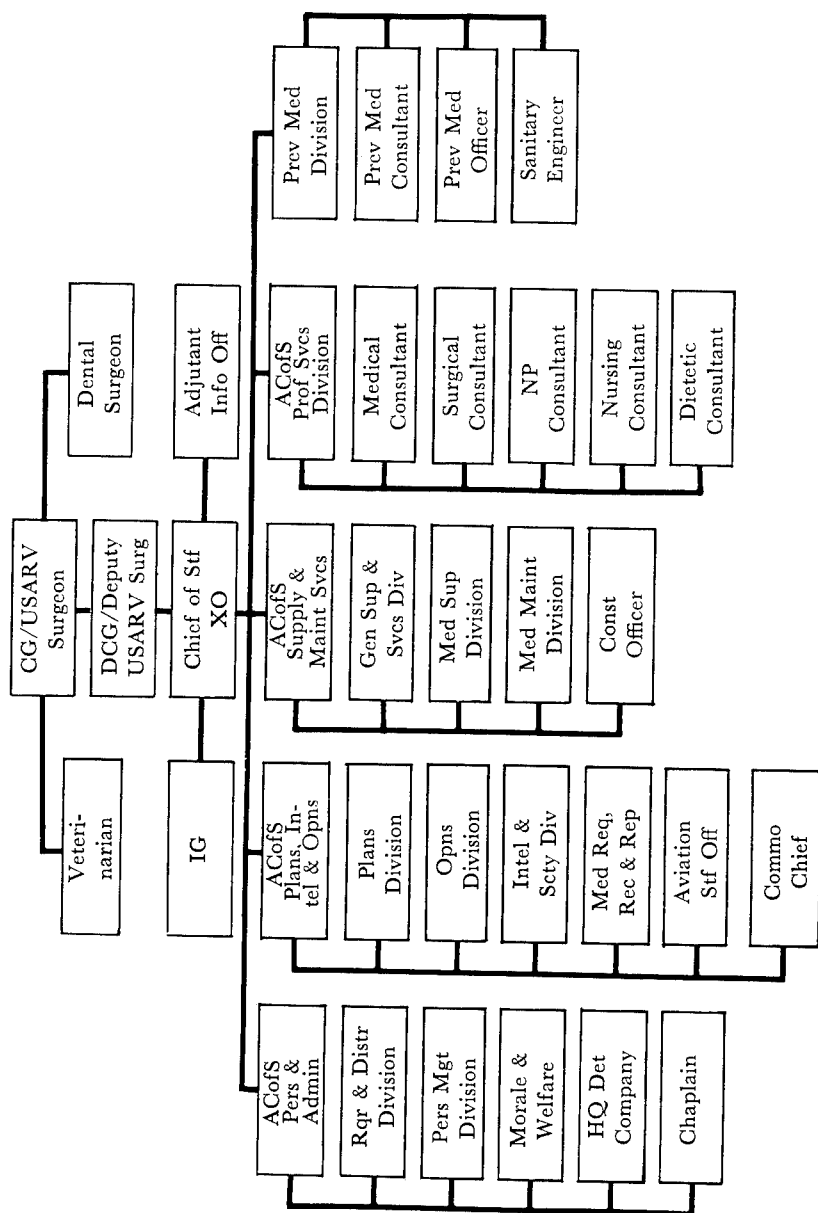 CG/USARV
Surgeon
Veteri-
narian
Dental
Surgeon
DCG/Deputy
USARV Surg
IG
Chief of Stf
XO
Adjutant
Info Off
ACofS
Pers &
Admin
Rqr & Distr
Division
Pers Mgt
Division
Morale &
Welfare
HQ Det
Company
Chaplain
ACofS
Plans, In-
tel & Opns
Plans
Division
Opns
Division
Intel &
Scty Div
Med Req,
Rec & Rep
Aviation
Stf Off
Commo
Chief
ACofS
Supply &
Maint Svcs
Gen Sup &
Svcs Div
Med Sup
Division
Med Maint
Division
Const
Officer
ACofS
Prof Svcs
Division
Medical
Consultant
Surgical
Consultant
NP
Consultant
Nursing
Consultant
Dietetic
Consultant
Prev Med
Division
Prev Med
Consultant
Prev Med
Officer
Sanitary
Engineer